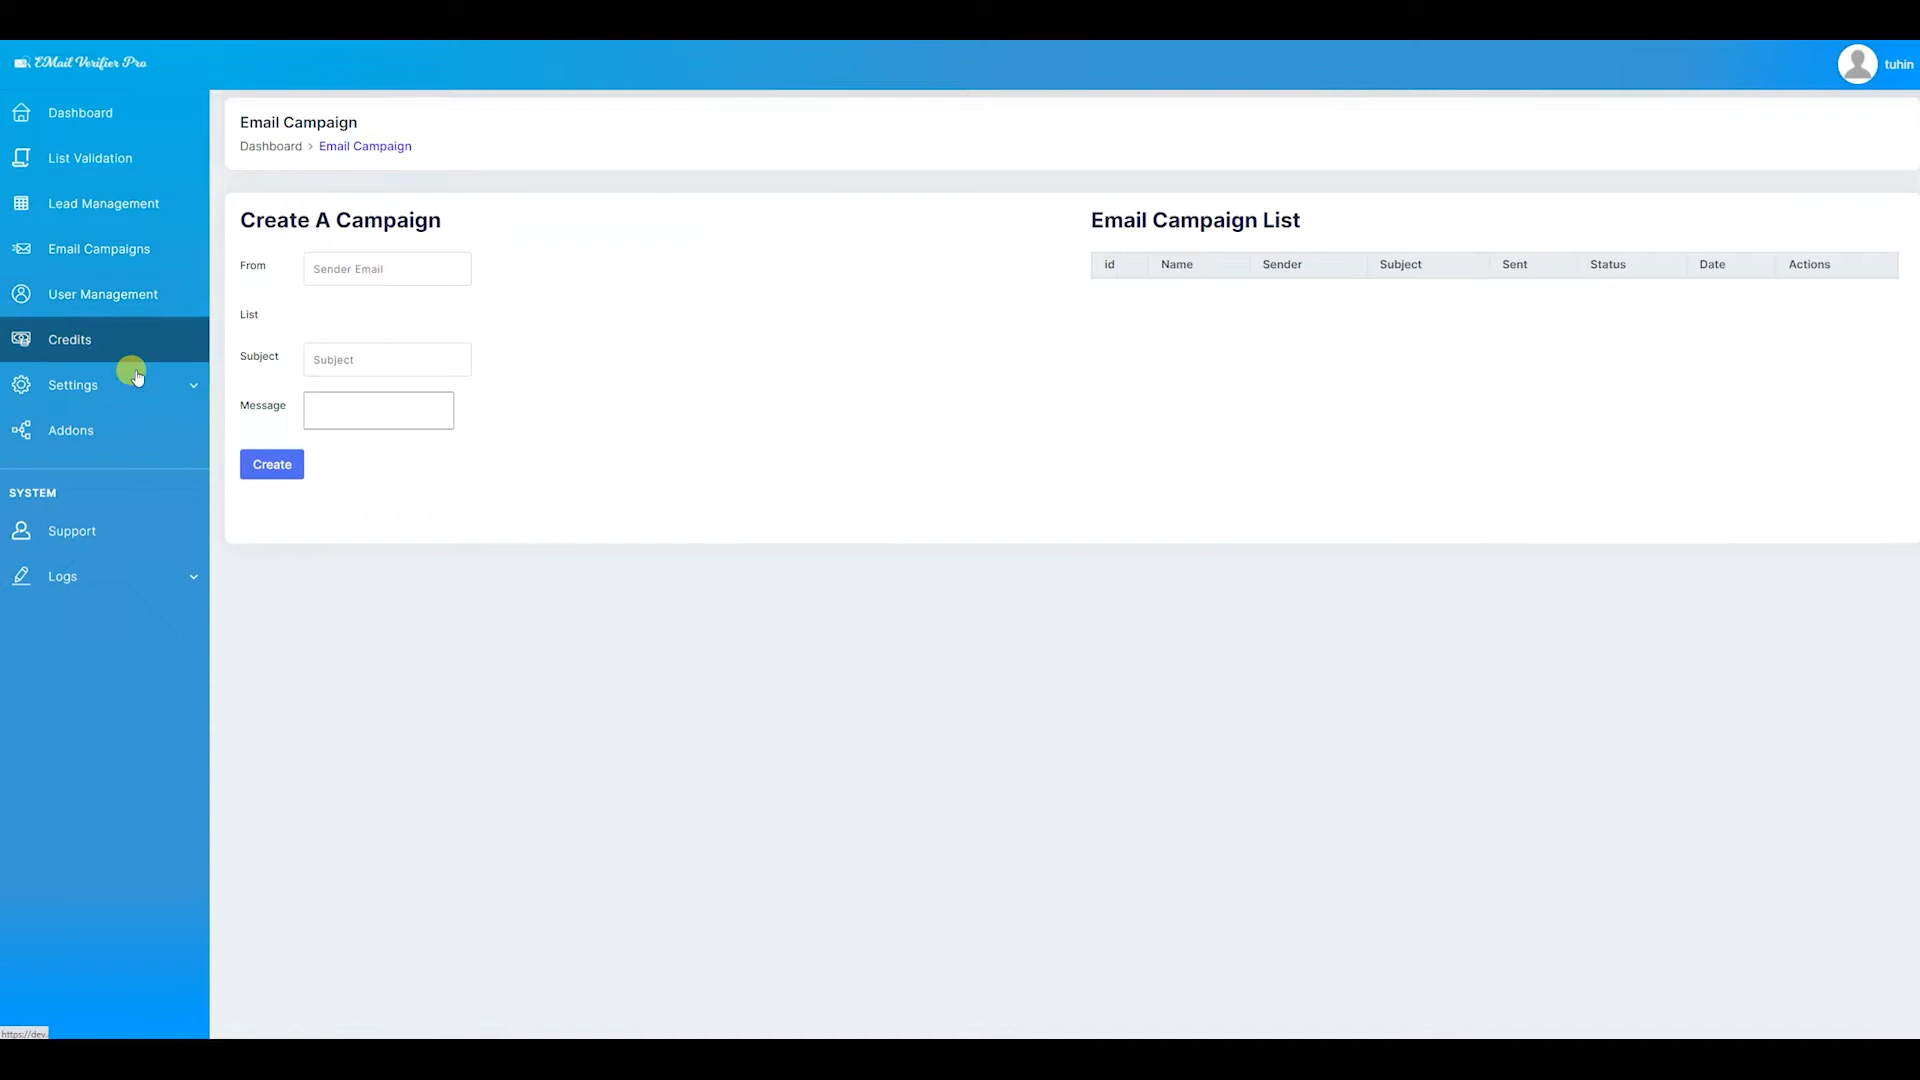 EMail Verifier Pro
tuhin
Dashboard
List Validation
Lead Management
Email Campaigns
User Management
Credits
Settings
Addons
SYSTEM
Support
Logs
Email Campaign
Dashboard › Email Campaign
Create A Campaign
From Sender Email
List
Subject Subject
Message
Create
Email Campaign List
id Name Sender Subject Sent Status Date Actions
https://dev.